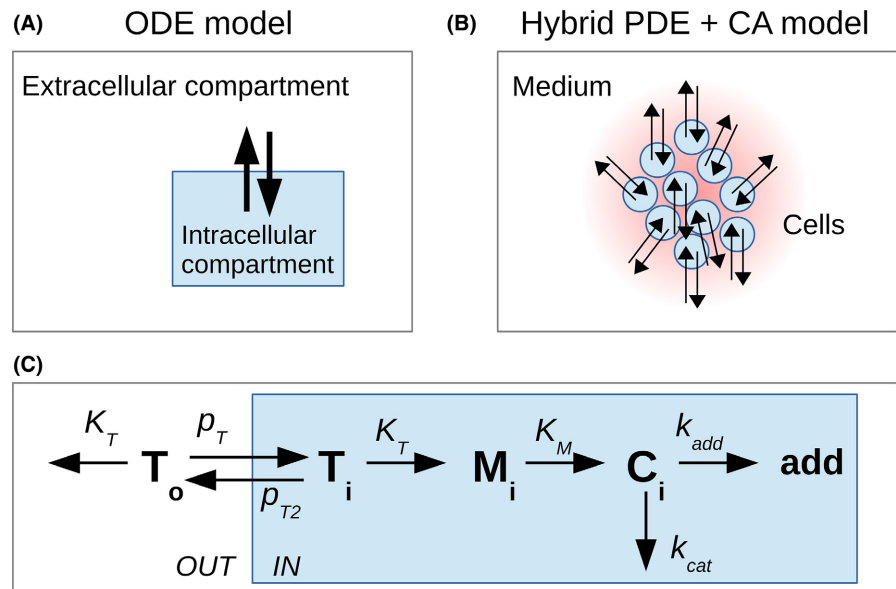 (A) ODE model
Extracellular compartment
Intracellular
compartment
(B) Hybrid PDE + CA model
Medium
Cells
(C)
K_T p_T K_T K_M k_add
T_o T_i M_i C_i add
p_T2
k_cat
OUT IN